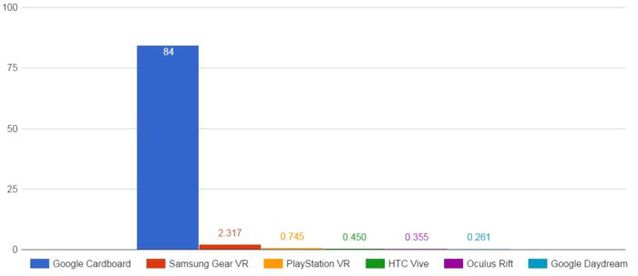 100
75
50
25
0
84
2.317
0.745
0.450
0.355
0.261
Google Cardboard
Samsung Gear VR
PlayStation VR
HTC Vive
Oculus Rift
Google Daydream